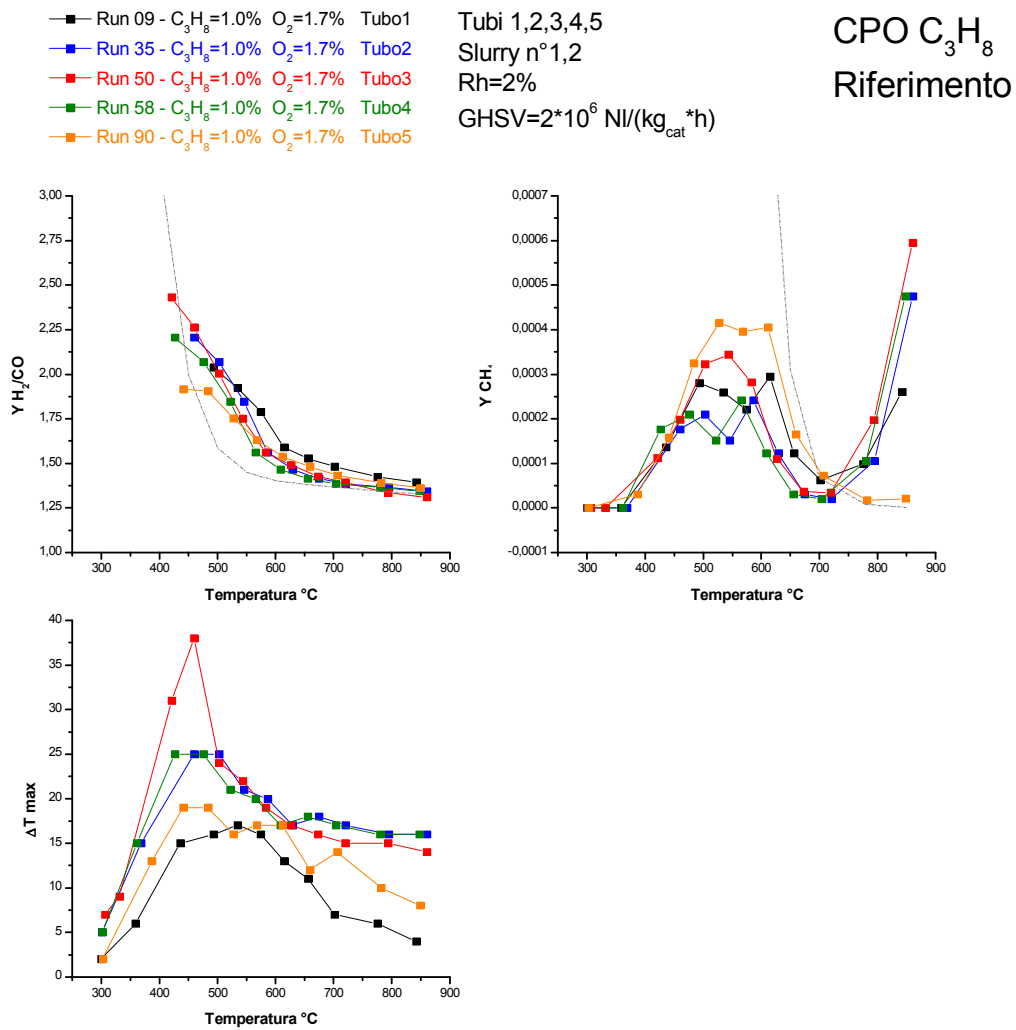 Run 09 - C3H8=1.0% O2=1.7% Tubo1
Run 35 - C3H8=1.0% O2=1.7% Tubo2
Run 50 - C3H8=1.0% O2=1.7% Tubo3
Run 58 - C3H8=1.0% O2=1.7% Tubo4
Run 90 - C3H8=1.0% O2=1.7% Tubo5
Tubi 1,2,3,4,5
Slurry n°1,2
Rh=2%
GHSV=2*10^6 Nl/(kgcat*h)
CPO C3H8
Riferimento
3,00
2,75
2,50
2,25
2,00
1,75
1,50
1,25
1,00
Y H2/CO
300 400 500 600 700 800 900
Temperatura °C
0,0007
0,0006
0,0005
0,0004
0,0003
0,0002
0,0001
0,0000
-0,0001
Y CH4
300 400 500 600 700 800 900
Temperatura °C
40
35
30
25
20
15
10
5
0
ΔT max
300 400 500 600 700 800 900
Temperatura °C